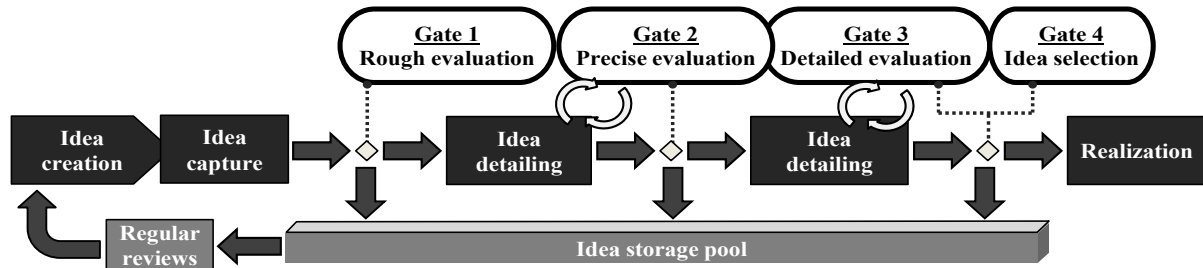 Gate 1
Rough evaluation
Gate 2
Precise evaluation
Gate 3
Detailed evaluation
Gate 4
Idea selection
Idea
creation
Idea
capture
Idea
detailing
Idea
detailing
Realization
Regular
reviews
Idea storage pool